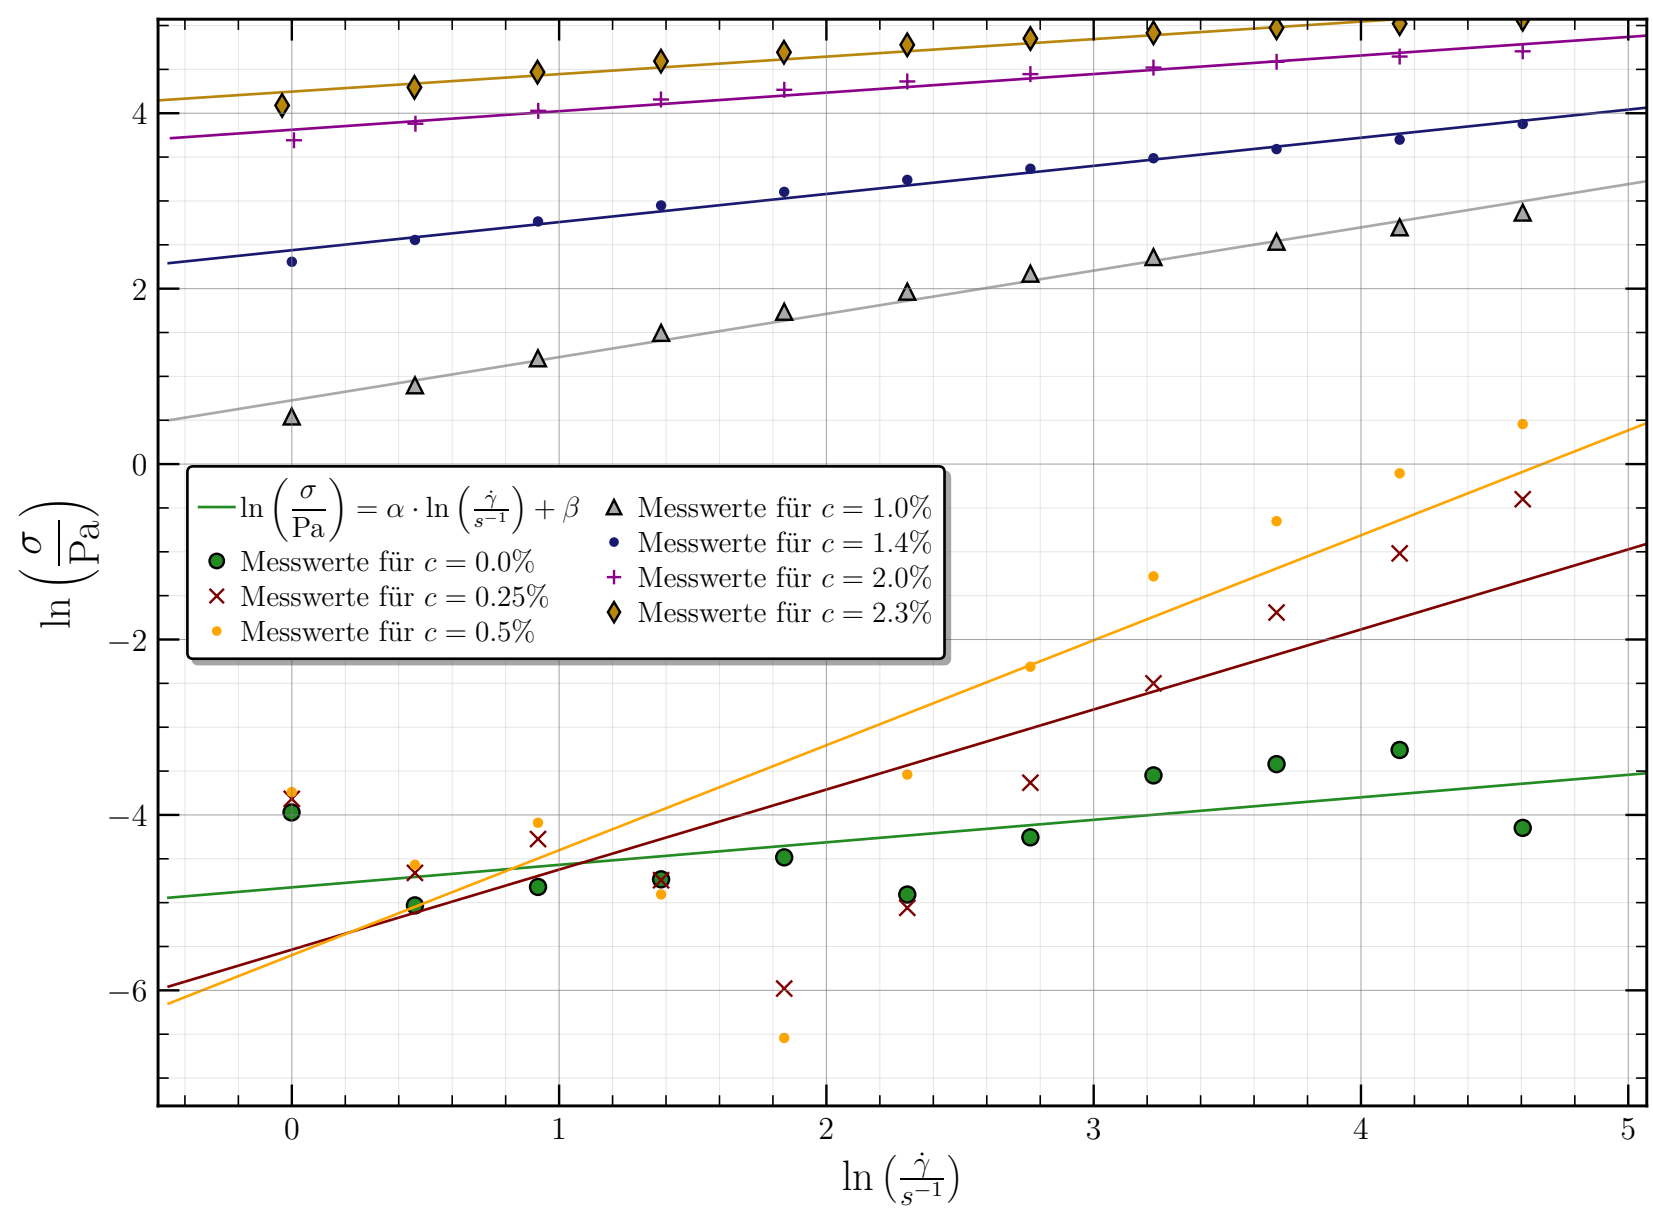 4
2
0
−2
−4
−6
ln (σ/Pa)
ln (σ/Pa) = α · ln (γ̇/s⁻¹) + β
Messwerte für c = 0.0%
Messwerte für c = 0.25%
Messwerte für c = 0.5%
Messwerte für c = 1.0%
Messwerte für c = 1.4%
Messwerte für c = 2.0%
Messwerte für c = 2.3%
0 1 2 3 4 5
ln (γ̇/s⁻¹)